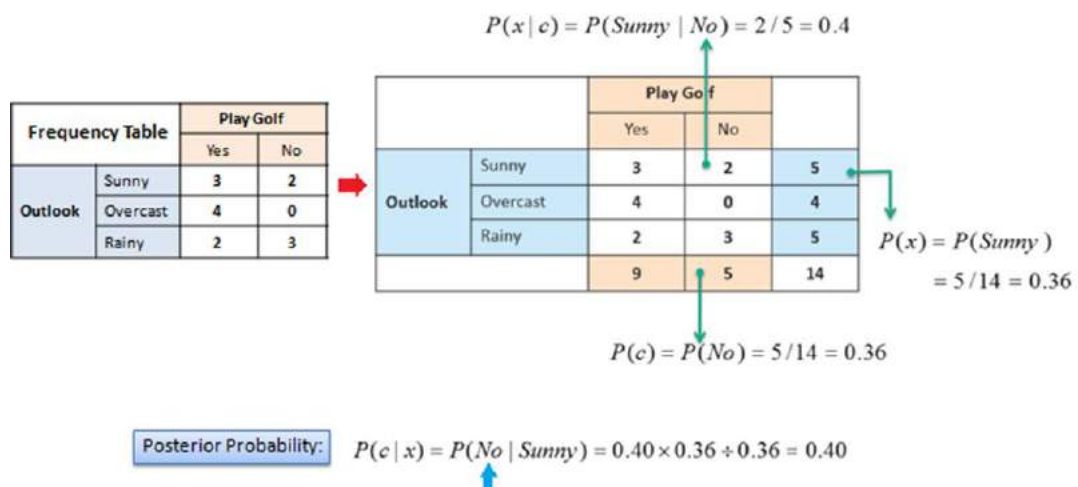 P(x | c) = P(Sunny | No) = 2 / 5 = 0.4
Frequency Table Play Golf
Yes No
Outlook Sunny 3 2
Overcast 4 0
Rainy 2 3
Play Golf
Yes No
Outlook Sunny 3 2 5
Overcast 4 0 4
Rainy 2 3 5
9 5 14
P(x) = P(Sunny )
= 5/14 = 0.36
P(c) = P(No) = 5/14 = 0.36
Posterior Probability: P(c | x) = P(No | Sunny) = 0.40 × 0.36 ÷ 0.36 = 0.40